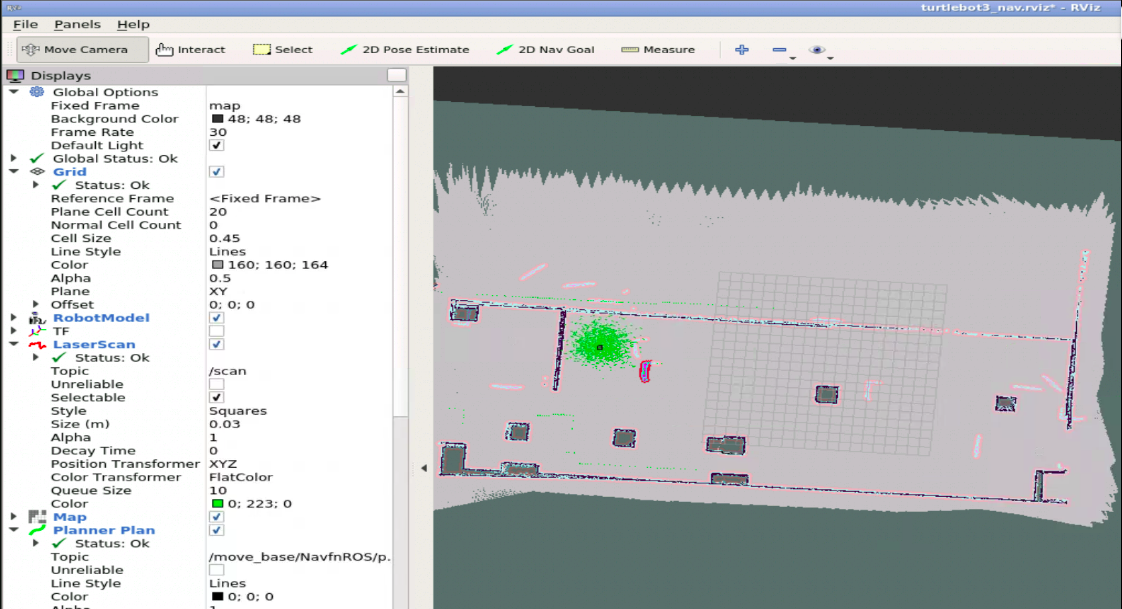 RViz
turtlebot3_nav.rviz* - RViz
File Panels Help
Move Camera Interact Select 2D Pose Estimate 2D Nav Goal Measure
Displays
Global Options
Fixed Frame map
Background Color 48; 48; 48
Frame Rate 30
Default Light
Global Status: Ok
Grid
Status: Ok
Reference Frame <Fixed Frame>
Plane Cell Count 20
Normal Cell Count 0
Cell Size 0.45
Line Style Lines
Color 160; 160; 164
Alpha 0.5
Plane XY
Offset 0; 0; 0
RobotModel
TF
LaserScan
Status: Ok
Topic /scan
Unreliable
Selectable
Style Squares
Size (m) 0.03
Alpha 1
Decay Time 0
Position Transformer XYZ
Color Transformer FlatColor
Queue Size 10
Color 0; 223; 0
Map
Planner Plan
Status: Ok
Topic /move_base/NavfnROS/p.
Unreliable
Line Style Lines
Color 0; 0; 0
Alpha 1